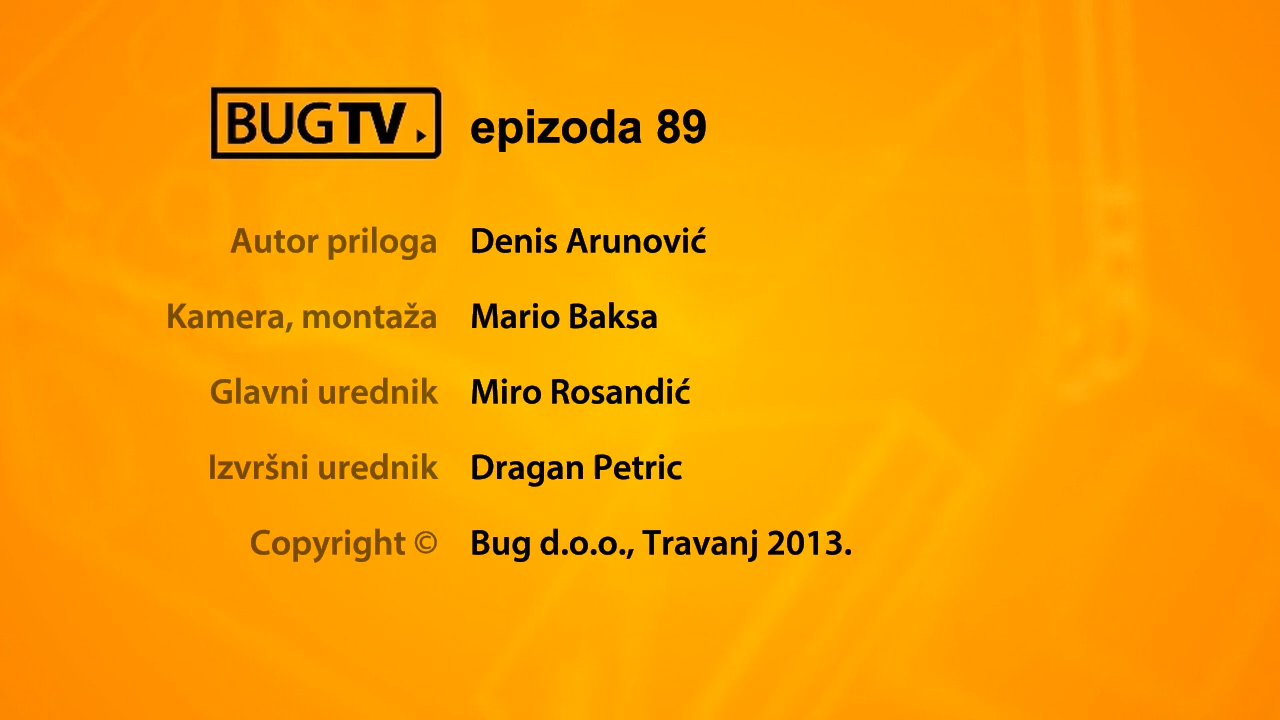 BUGTV epizoda 89
Autor priloga Denis Arunović
Kamera, montaža Mario Baksa
Glavni urednik Miro Rosandić
Izvršni urednik Dragan Petric
Copyright © Bug d.o.o., Travanj 2013.